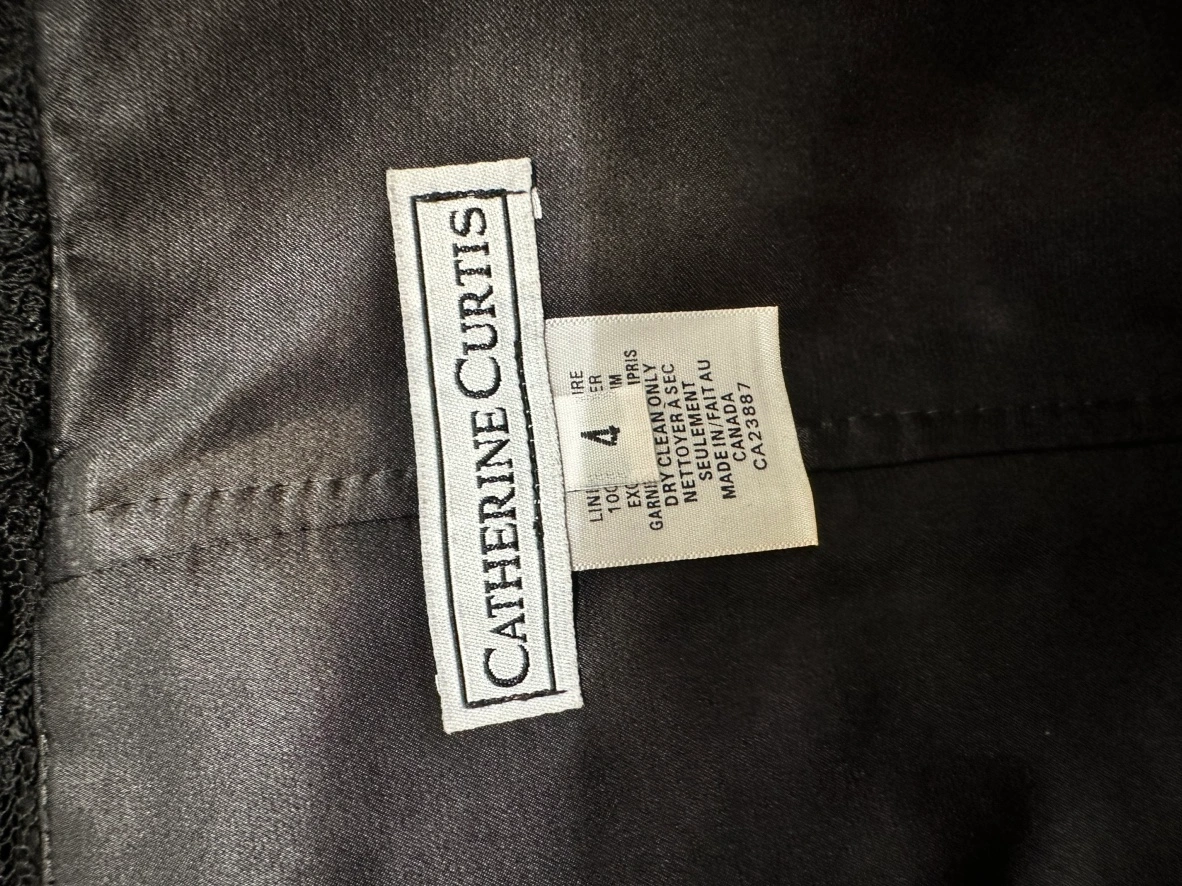 CATHERINE CURTIS
4
DRY CLEAN ONLY
NETTOYER À SEC
SEULEMENT
MADE IN/FAIT AU
CANADA
CA23887